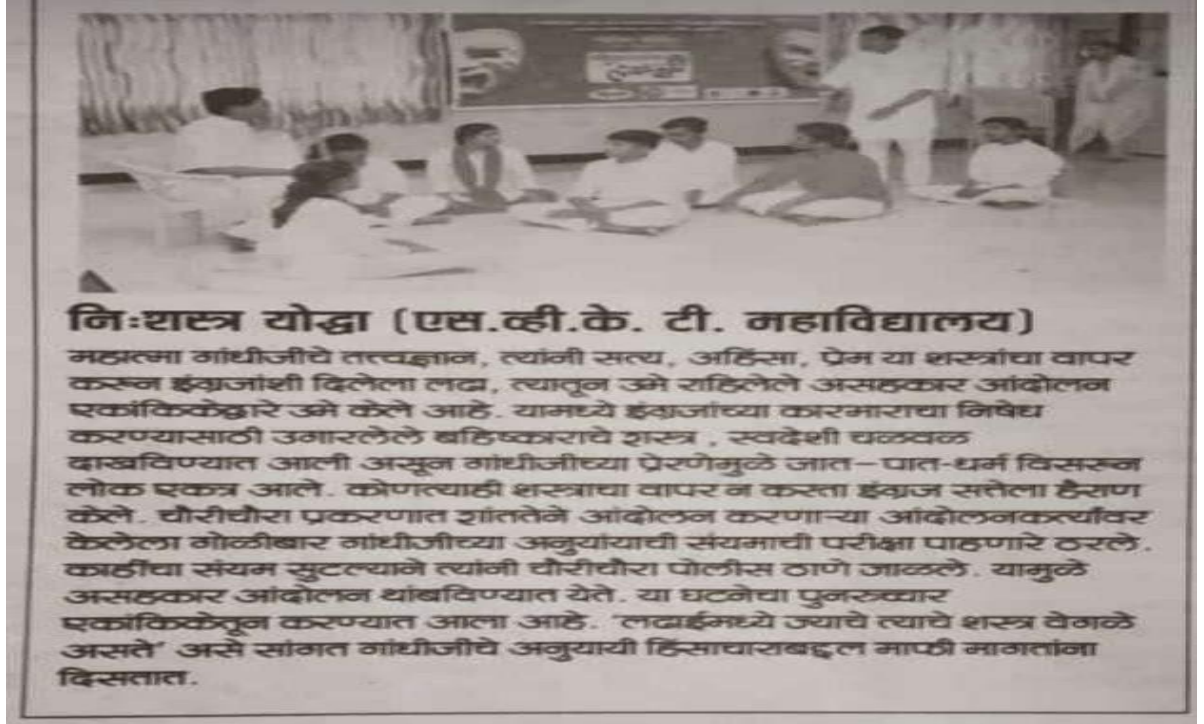 निःशस्त्र योद्धा (एस.व्ही.के. टी. महाविद्यालय)
महात्मा गांधीजीचे तत्त्वज्ञान, त्यांनी सत्य, अहिंसा, प्रेम या शस्त्रांचा वापर
करून इंग्रजांशी दिलेला लढा, त्यातून उभे राहिलेले असहकार आंदोलन
एकांकिकेद्वारे उभे केले आहे. यामध्ये इंग्रजांच्या कारभाराचा निषेध
करण्यासाठी उगारलेले बहिष्काराचे शस्त्र , स्वदेशी चळवळ
दाखविण्यात आली असून गांधीजीच्या प्रेरणेमुळे जात–पात-धर्म विसरून
लोक एकत्र आले. कोणत्याही शस्त्राचा वापर न करता इंग्रज सत्तेला हैराण
केले. चौरीचौरा प्रकरणात शांततेने आंदोलन करणाऱ्या आंदोलनकर्त्यांवर
केलेला गोळीबार गांधीजीच्या अनुयांयाची संयमाची परीक्षा पाहणारे ठरले.
काहींचा संयम सुटल्याने त्यांनी चौरीचौरा पोलीस ठाणे जाळले. यामुळे
असहकार आंदोलन थांबविण्यात येते. या घटनेचा पुनरुच्चार
एकांकिकेतून करण्यात आला आहे. 'लढाईमध्ये ज्याचे त्याचे शस्त्र वेगळे
असते' असे सांगत गांधीजीचे अनुयायी हिंसाचाराबद्दल माफी मागतांना
दिसतात.